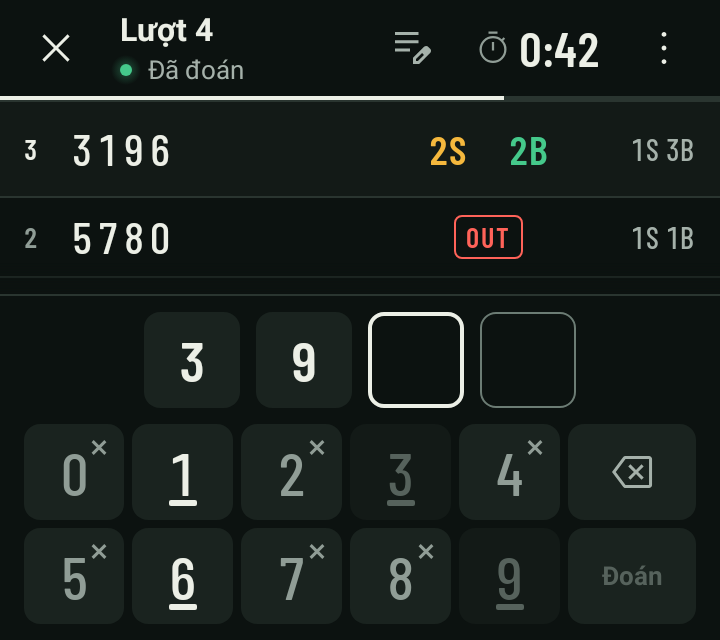 Lượt 4
Đã đoán
0:42
3 3196 2S 2B 1S 3B
2 5780 OUT 1S 1B
3 9
0 1 2 3 4
5 6 7 8 9 Đoán